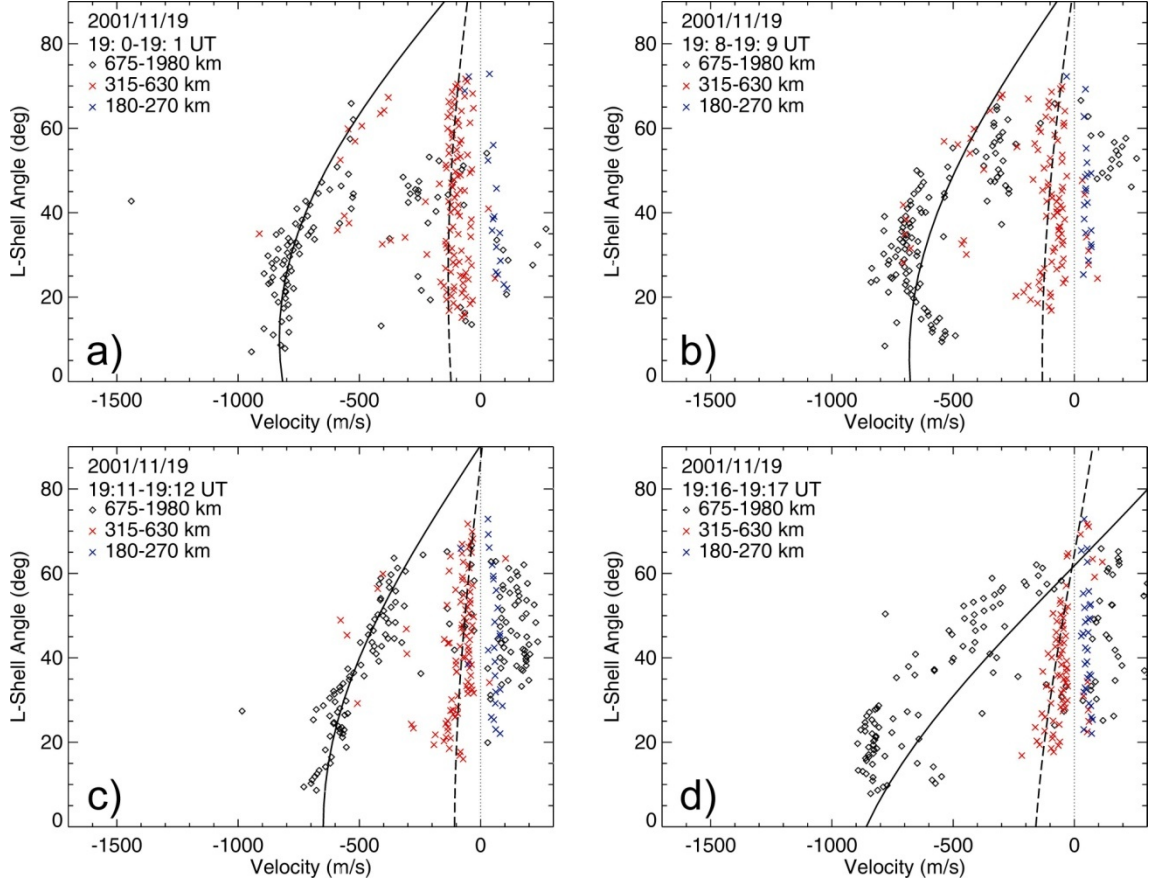 2001/11/19
19: 0-19: 1 UT
675-1980 km
315-630 km
180-270 km
a)
L-Shell Angle (deg)
80
60
40
20
0
-1500 -1000 -500 0
Velocity (m/s)
2001/11/19
19: 8-19: 9 UT
675-1980 km
315-630 km
180-270 km
b)
L-Shell Angle (deg)
80
60
40
20
0
-1500 -1000 -500 0
Velocity (m/s)
2001/11/19
19:11-19:12 UT
675-1980 km
315-630 km
180-270 km
c)
L-Shell Angle (deg)
80
60
40
20
0
-1500 -1000 -500 0
Velocity (m/s)
2001/11/19
19:16-19:17 UT
675-1980 km
315-630 km
180-270 km
d)
L-Shell Angle (deg)
80
60
40
20
0
-1500 -1000 -500 0
Velocity (m/s)